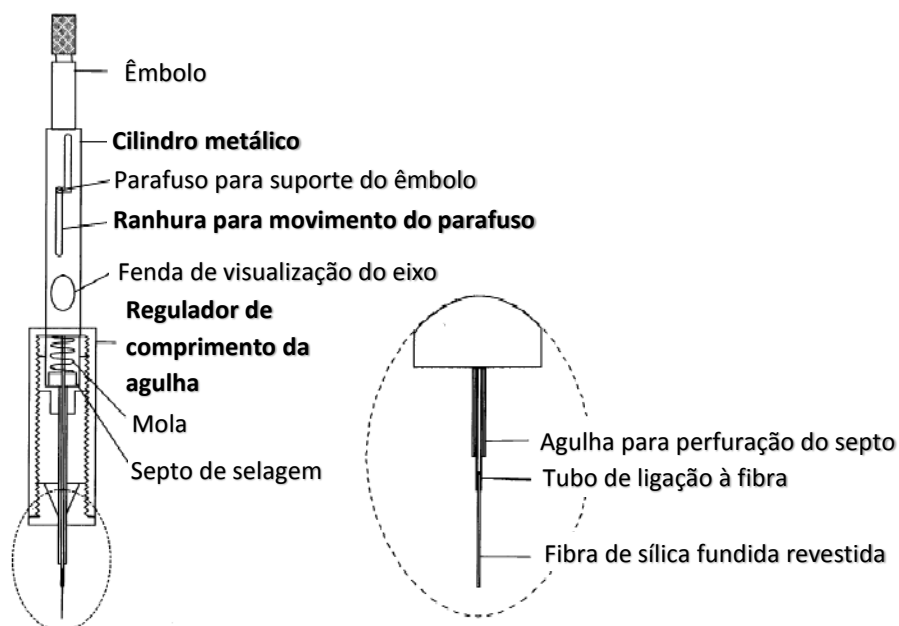 Êmbolo
Cilindro metálico
Parafuso para suporte do êmbolo
Ranhura para movimento do parafuso
Fenda de visualização do eixo
Regulador de
comprimento da
agulha
Mola
Septo de selagem
Agulha para perfuração do septo
Tubo de ligação à fibra
Fibra de sílica fundida revestida